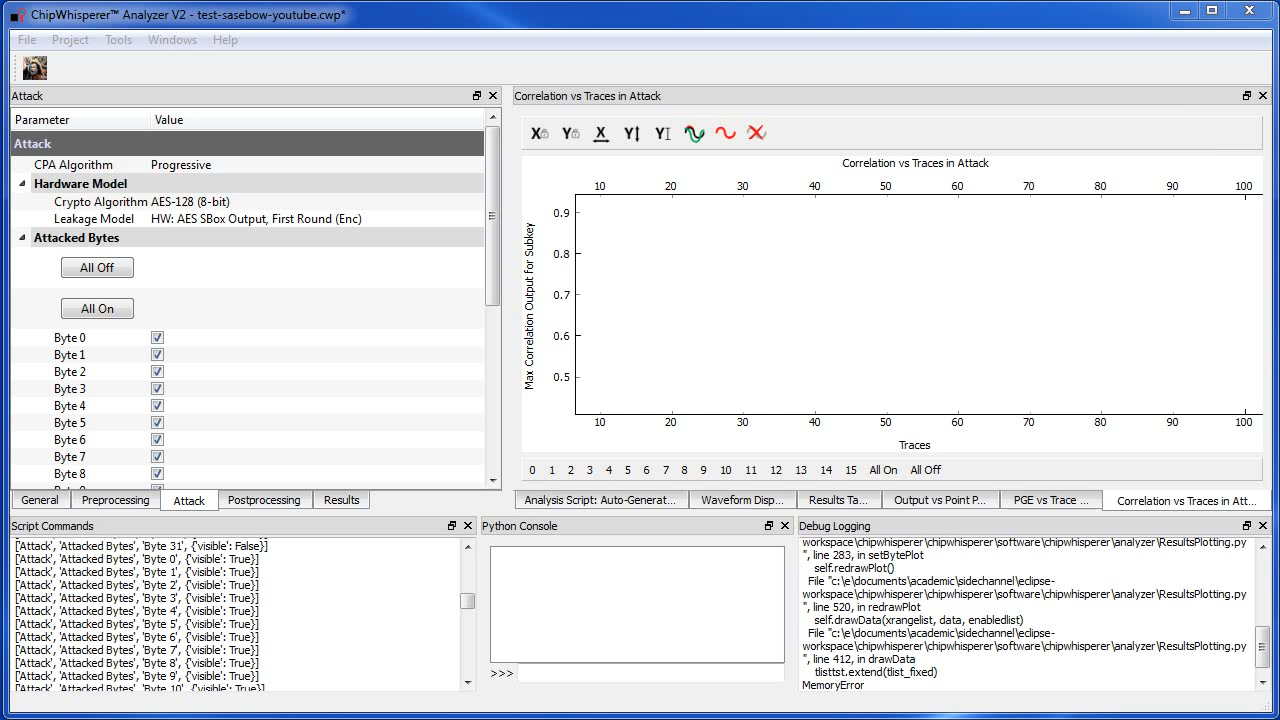 ChipWhisperer™ Analyzer V2 - test-sasebow-youtube.cwp*
File Project Tools Windows Help
Attack
Parameter Value
Attack
CPA Algorithm Progressive
Hardware Model
Crypto Algorithm AES-128 (8-bit)
Leakage Model HW: AES SBox Output, First Round (Enc)
Attacked Bytes
All Off
All On
Byte 0
Byte 1
Byte 2
Byte 3
Byte 4
Byte 5
Byte 6
Byte 7
Byte 8
General Preprocessing Attack Postprocessing Results
Correlation vs Traces in Attack
X Y X Y Y
Correlation vs Traces in Attack
10 20 30 40 50 60 70 80 90 100
Max Correlation Output for Subkey
0.9
0.8
0.7
0.6
0.5
10 20 30 40 50 60 70 80 90 100
Traces
0 1 2 3 4 5 6 7 8 9 10 11 12 13 14 15 All On All Off
Analysis Script: Auto-Generat... Waveform Disp... Results Ta... Output vs Point P... PGE vs Trace ... Correlation vs Traces in Att...
Script Commands
['Attack', 'Attacked Bytes', 'Byte 31', {'visible': False}]
['Attack', 'Attacked Bytes', 'Byte 0', {'visible': True}]
['Attack', 'Attacked Bytes', 'Byte 1', {'visible': True}]
['Attack', 'Attacked Bytes', 'Byte 2', {'visible': True}]
['Attack', 'Attacked Bytes', 'Byte 3', {'visible': True}]
['Attack', 'Attacked Bytes', 'Byte 4', {'visible': True}]
['Attack', 'Attacked Bytes', 'Byte 5', {'visible': True}]
['Attack', 'Attacked Bytes', 'Byte 6', {'visible': True}]
['Attack', 'Attacked Bytes', 'Byte 7', {'visible': True}]
['Attack', 'Attacked Bytes', 'Byte 8', {'visible': True}]
['Attack', 'Attacked Bytes', 'Byte 9', {'visible': True}]
['Attack', 'Attacked Bytes', 'Byte 10', {'visible': True}]
Python Console
>>>
Debug Logging
workspace\chipwhisperer\software\chipwhisperer\analyzer\ResultsPlotting.py
", line 283, in setBytePlot
self.redrawPlot()
File "c:\e\documents\academic\sidechannel\eclipse-
workspace\chipwhisperer\software\chipwhisperer\analyzer\ResultsPlotting.py
", line 520, in redrawPlot
self.drawData(xrangelist, data, enabledlist)
File "c:\e\documents\academic\sidechannel\eclipse-
workspace\chipwhisperer\software\chipwhisperer\analyzer\ResultsPlotting.py
", line 412, in drawData
tlisttst.extend(tlist_fixed)
MemoryError